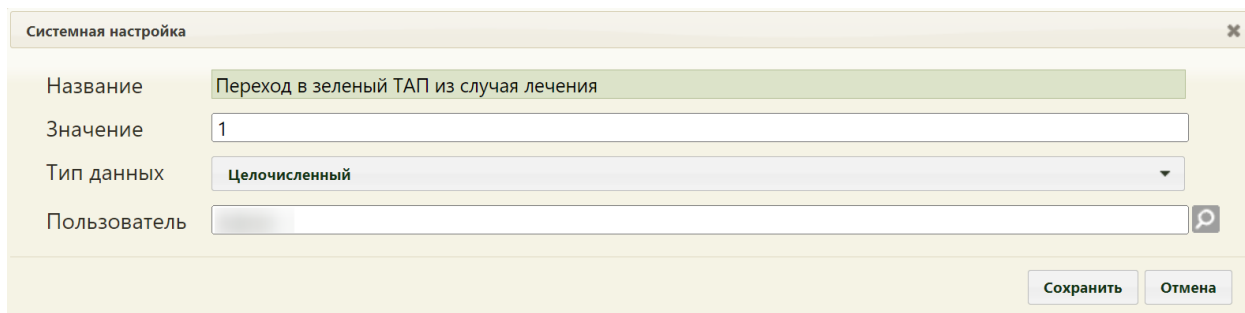 Системная настройка
Название Переход в зеленый ТАП из случая лечения
Значение 1
Тип данных Целочисленный
Пользователь
Сохранить Отмена